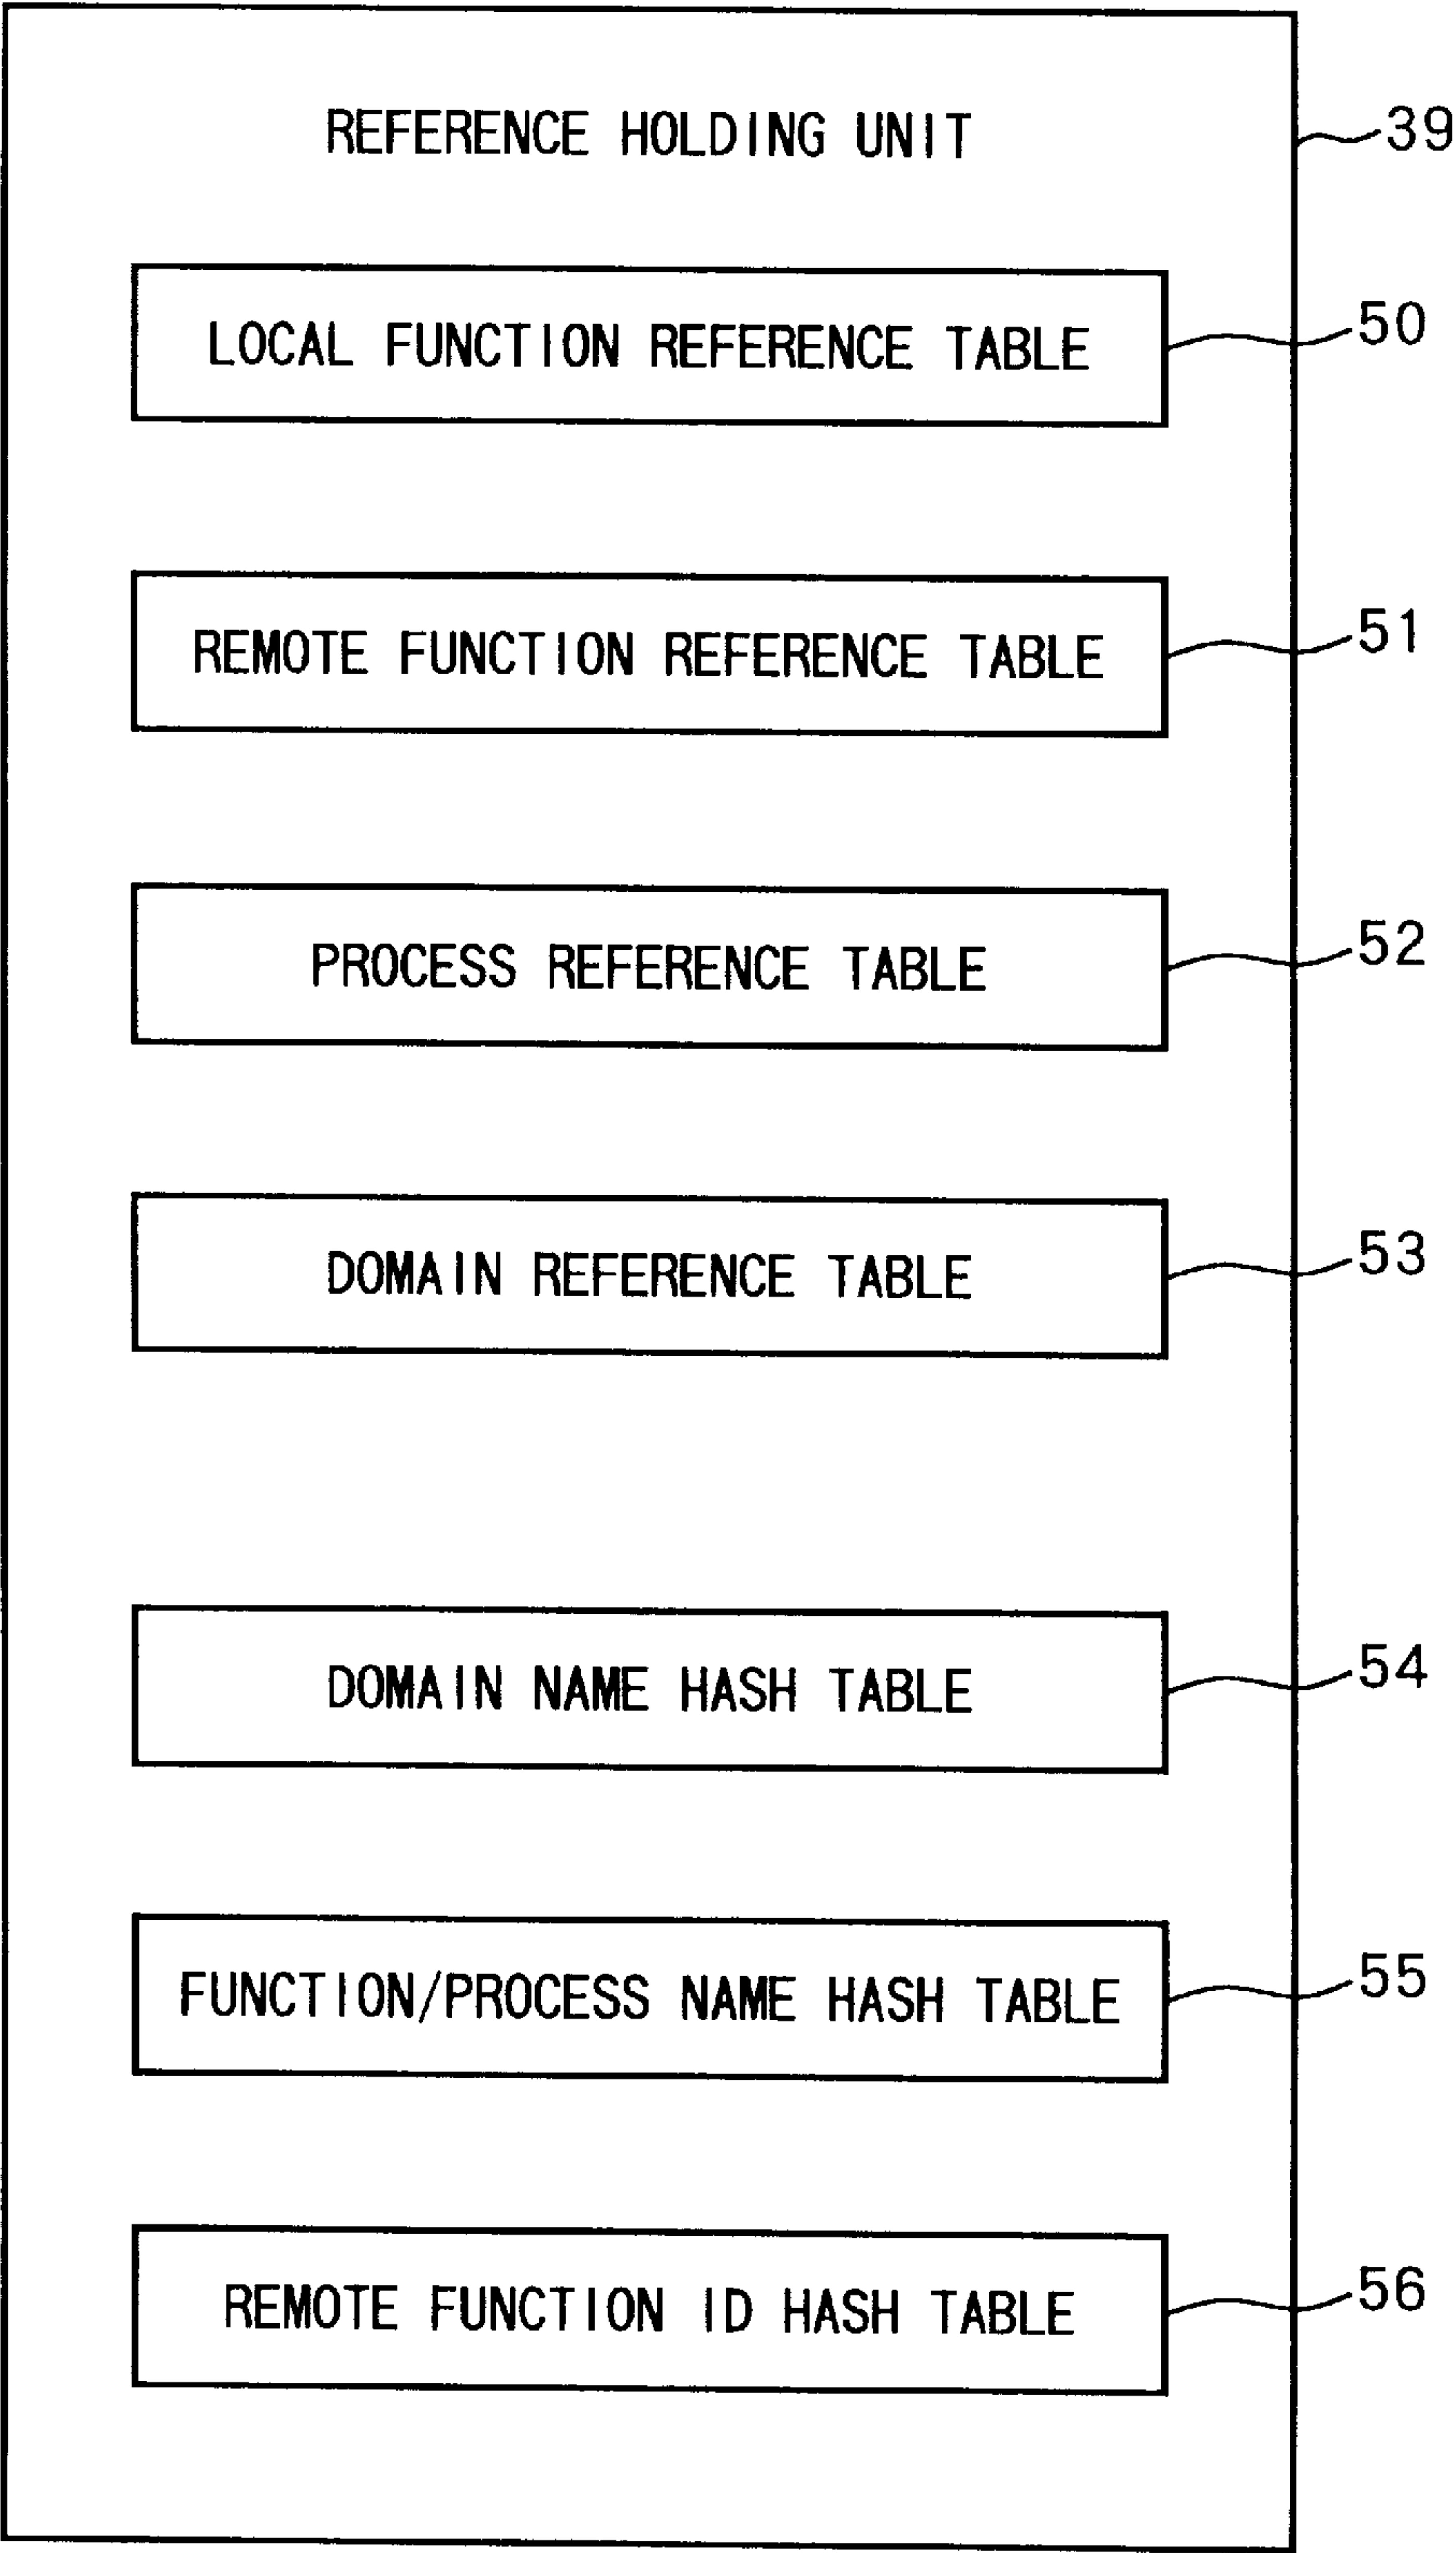 REFERENCE HOLDING UNIT
39
LOCAL FUNCTION REFERENCE TABLE
50
REMOTE FUNCTION REFERENCE TABLE
51
PROCESS REFERENCE TABLE
52
DOMAIN REFERENCE TABLE
53
DOMAIN NAME HASH TABLE
54
FUNCTION/PROCESS NAME HASH TABLE
55
REMOTE FUNCTION ID HASH TABLE
56